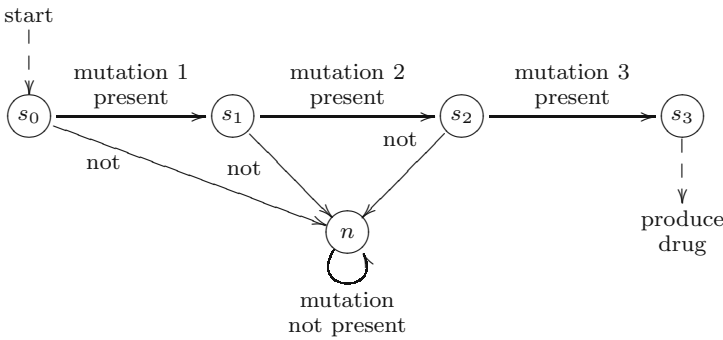 start
mutation 1
present
mutation 2
present
mutation 3
present
s0
s1
s2
s3
not
not
not
n
produce
drug
mutation
not present